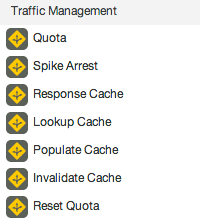 Traffic Management
Quota
Spike Arrest
Response Cache
Lookup Cache
Populate Cache
Invalidate Cache
Reset Quota